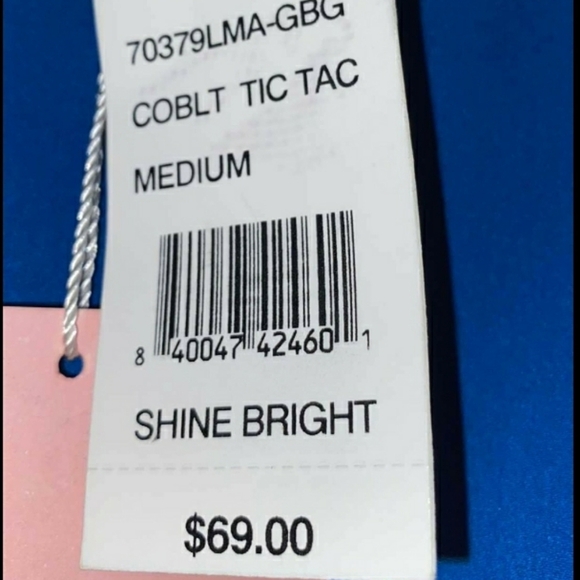 70379LMA-GBG
COBLT TIC TAC
MEDIUM
8 40047 42460 1
SHINE BRIGHT
$69.00